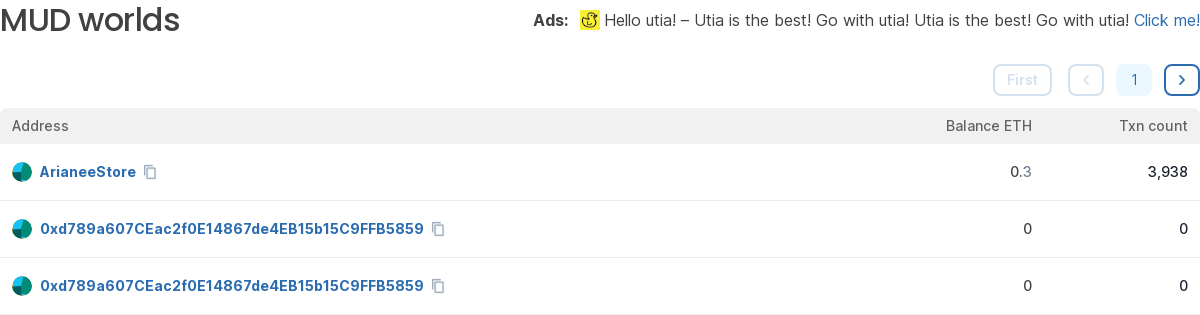 MUD worlds
Ads: Hello utia! – Utia is the best! Go with utia! Utia is the best! Go with utia! Click me!
First 1
Address Balance ETH Txn count
ArianeeStore 0.3 3,938
0xd789a607CEac2f0E14867de4EB15b15C9FFB5859 0 0
0xd789a607CEac2f0E14867de4EB15b15C9FFB5859 0 0